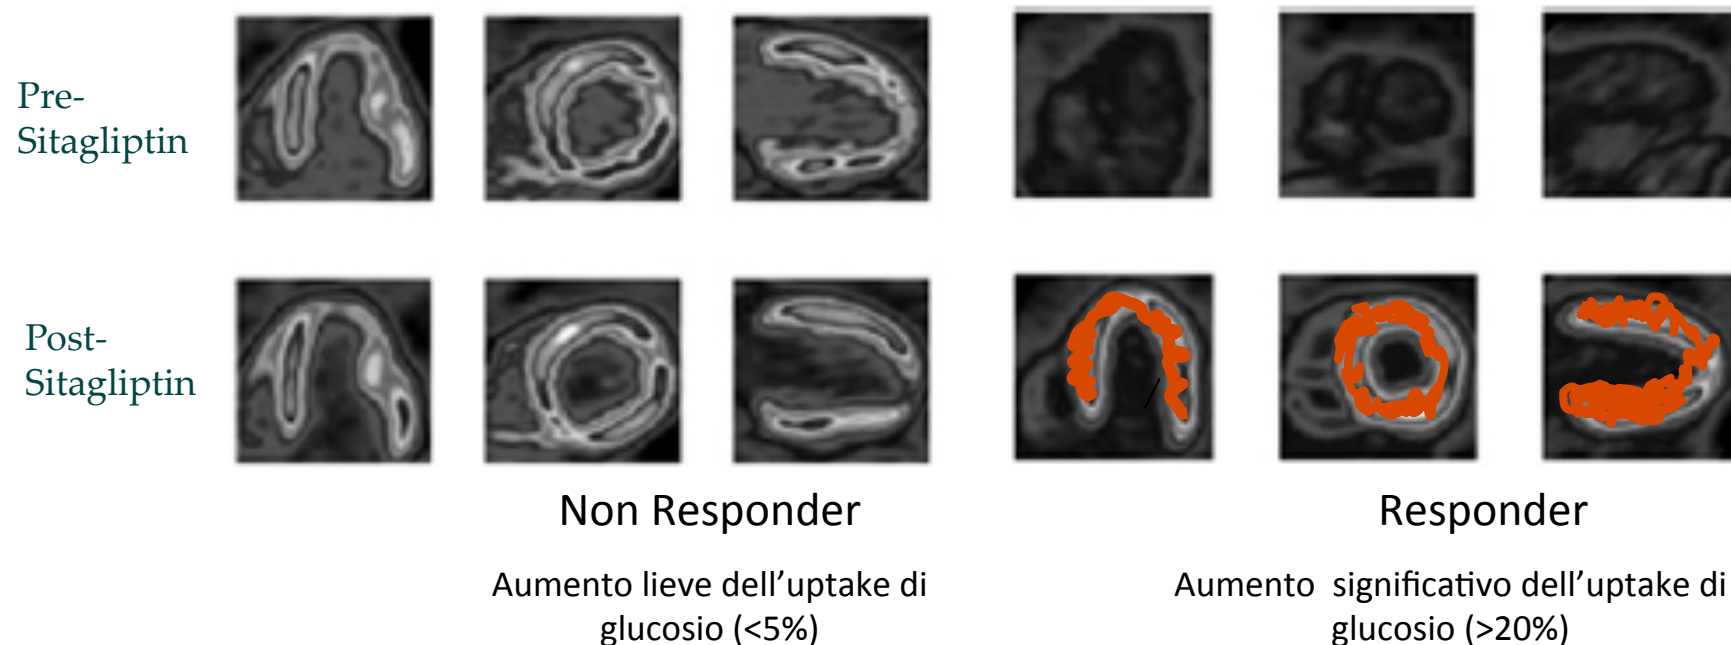 Pre-
Sitagliptin
Post-
Sitagliptin
Non Responder
Responder
Aumento lieve dell’uptake di
glucosio (<5%)
Aumento significativo dell’uptake di
glucosio (>20%)